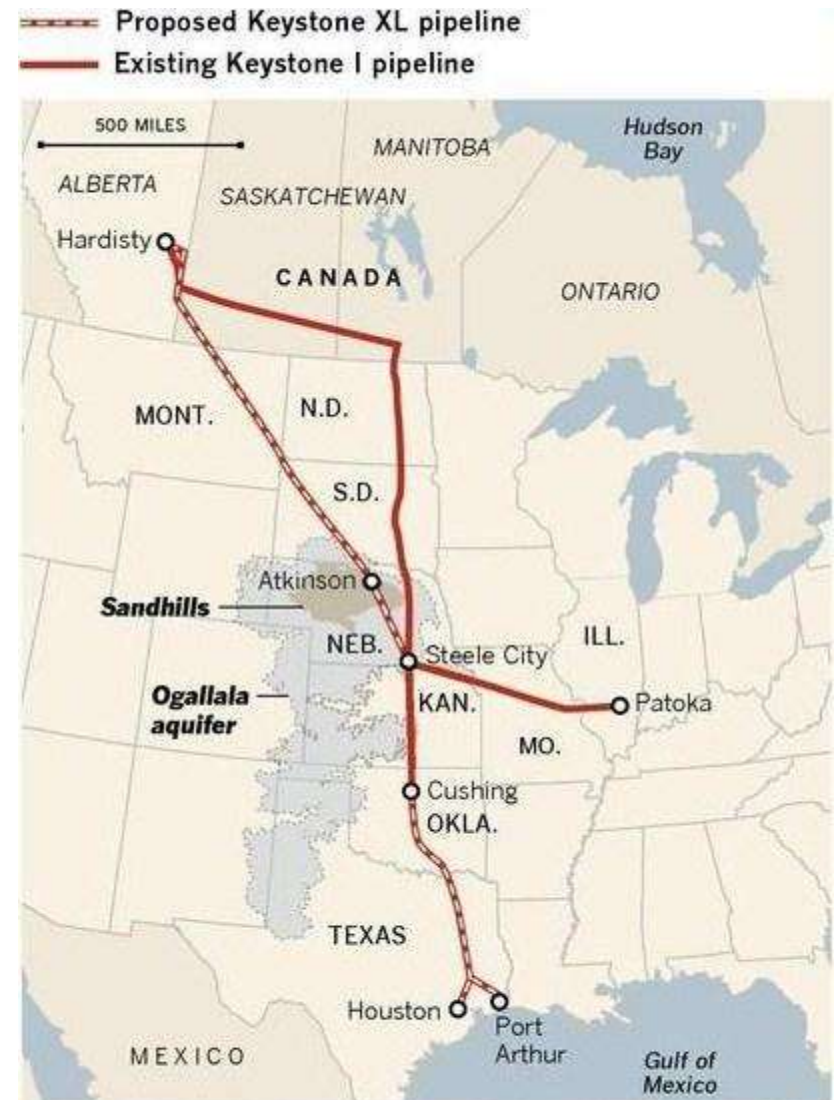 Proposed Keystone XL pipeline
Existing Keystone I pipeline
500 MILES
Hudson
Bay
MANITOBA
ALBERTA
SASKATCHEWAN
Hardisty
CANADA
ONTARIO
MONT.
N.D.
S.D.
Atkinson
Sandhills
NEB.
ILL.
Steele City
Ogallala
aquifer
KAN.
Patoka
MO.
Cushing
OKLA.
TEXAS
Houston
Port
Arthur
MEXICO
Gulf of
Mexico